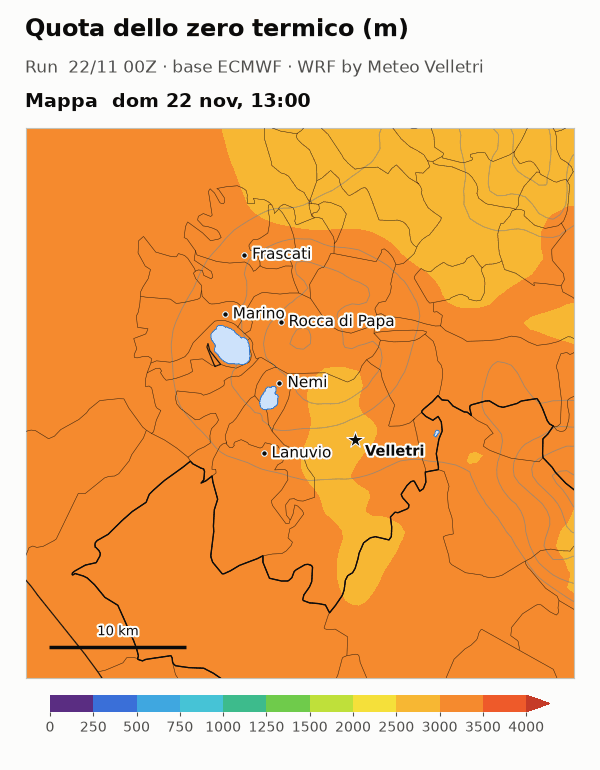 Quota dello zero termico (m)
Run  22/11 00Z · base ECMWF · WRF by Meteo Velletri
Mappa  dom 22 nov, 13:00
Frascati
Marino
Rocca di Papa
Nemi
Velletri
Lanuvio
10 km
0 250 500 750 1000 1250 1500 2000 2500 3000 3500 4000